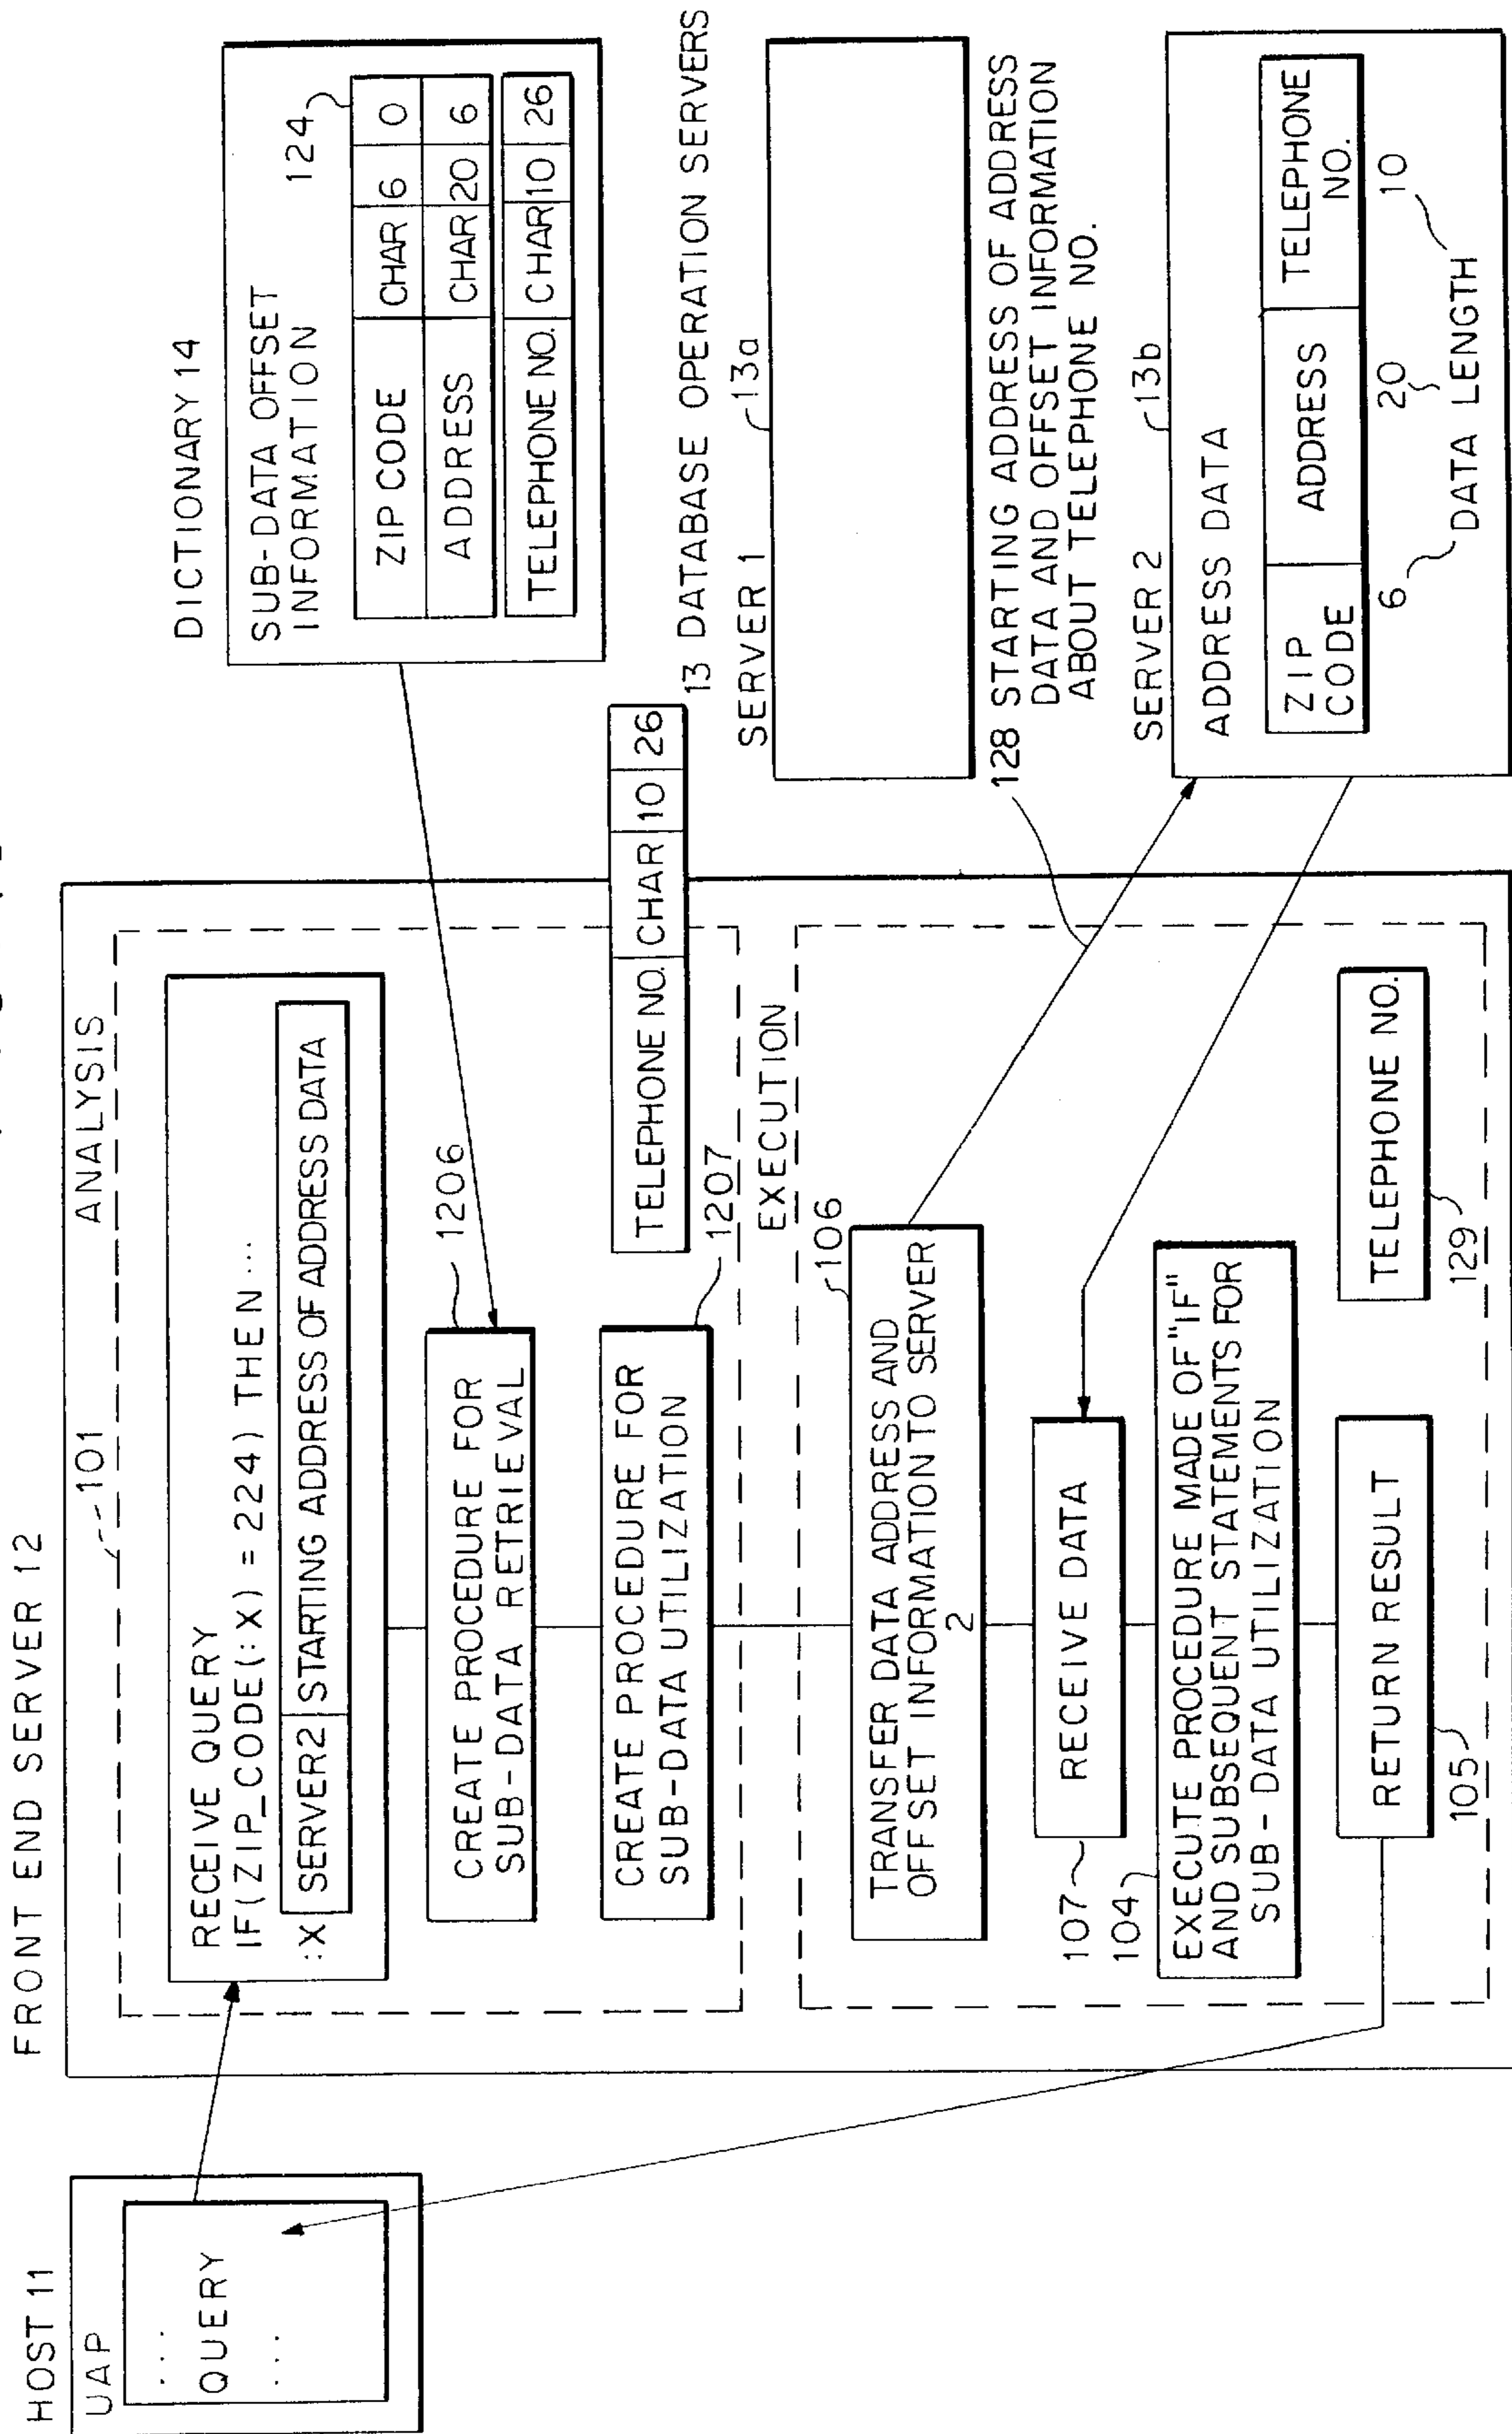 HOST 11
UAP
...
QUERY
...
FRONT END SERVER 12
101
ANALYSIS
RECEIVE QUERY
IF(ZIP_CODE(:X) = 224) THEN ...
:X SERVER2 STARTING ADDRESS OF ADDRESS DATA
CREATE PROCEDURE FOR
SUB-DATA RETRIEVAL
1206
CREATE PROCEDURE FOR
SUB-DATA UTILIZATION
1207
TELEPHONE NO. CHAR 10 26
EXECUTION
106
TRANSFER DATA ADDRESS AND
OFFSET INFORMATION TO SERVER
2
107
RECEIVE DATA
104
EXECUTE PROCEDURE MADE OF "IF"
AND SUBSEQUENT STATEMENTS FOR
SUB-DATA UTILIZATION
RETURN RESULT
105
TELEPHONE NO.
129
DICTIONARY 14
SUB-DATA OFFSET
INFORMATION
124
ZIP CODE CHAR 6 0
ADDRESS CHAR 20 6
TELEPHONE NO. CHAR 10 26
13 DATABASE OPERATION SERVERS
SERVER 1
13a
128 STARTING ADDRESS OF ADDRESS
DATA AND OFFSET INFORMATION
ABOUT TELEPHONE NO.
SERVER 2
13b
ADDRESS DATA
ZIP
CODE
ADDRESS
TELEPHONE
NO.
6 20 10
DATA LENGTH